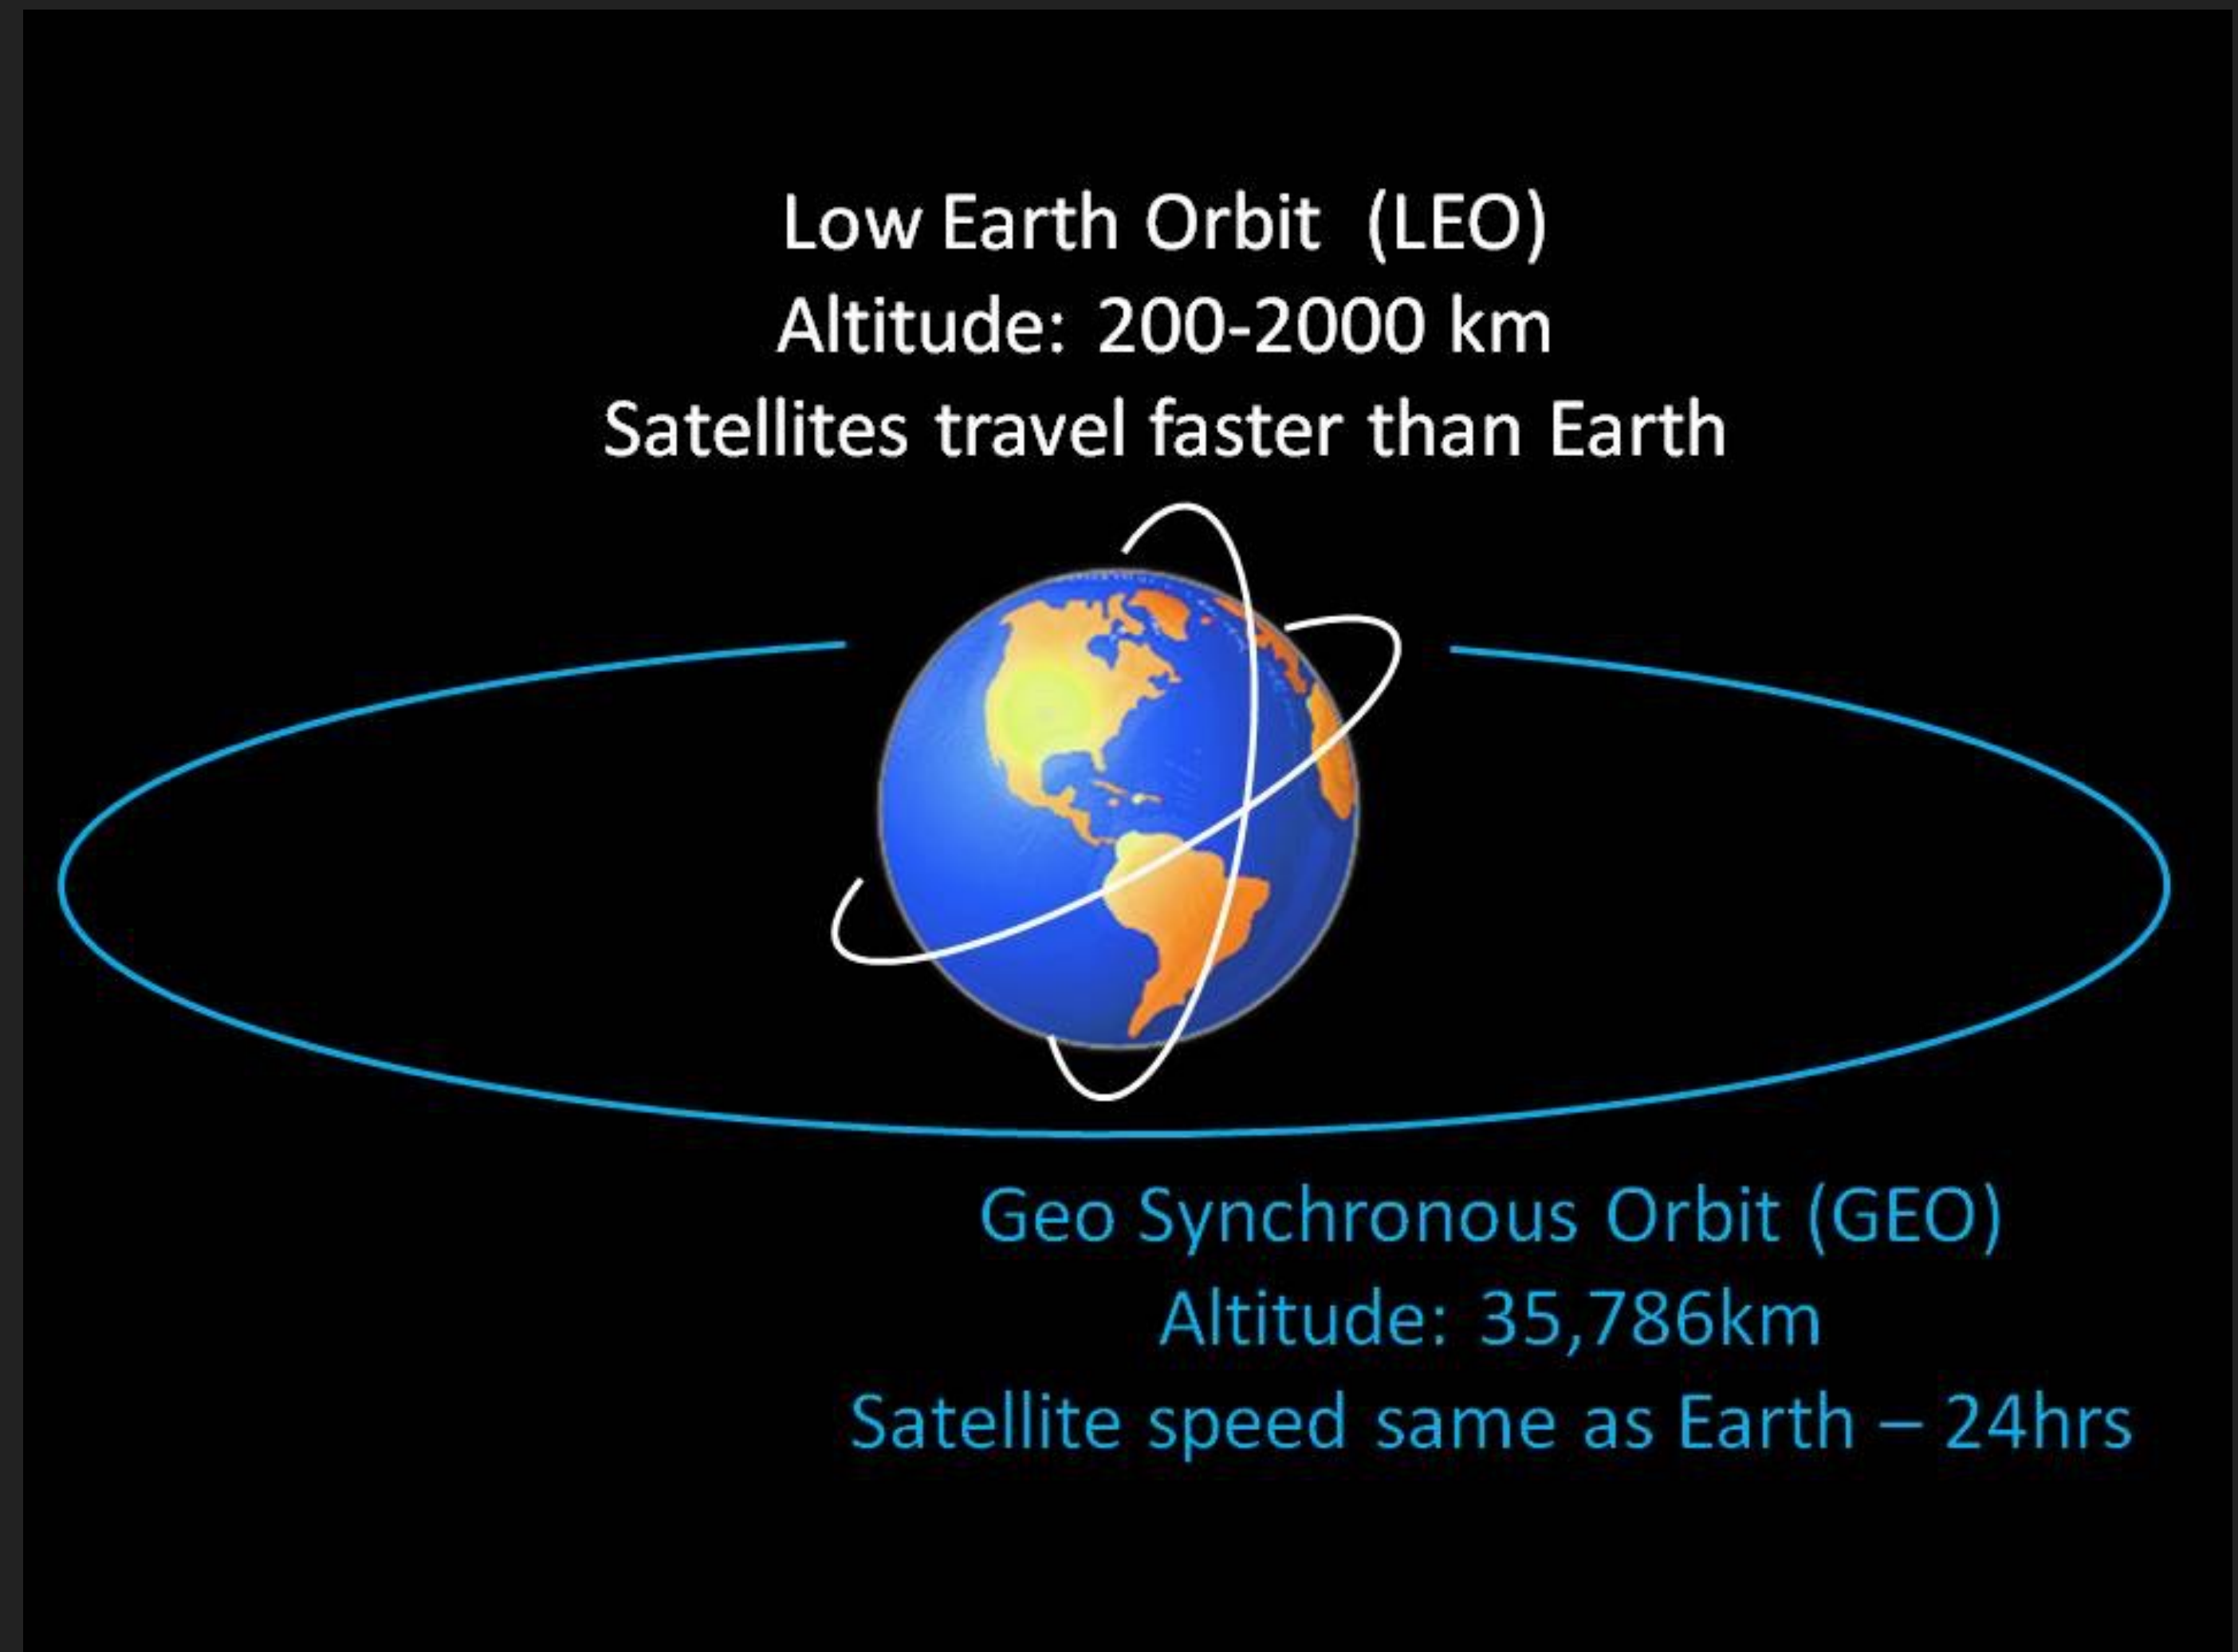 Low Earth Orbit (LEO)
Altitude: 200-2000 km
Satellites travel faster than Earth
Geo Synchronous Orbit (GEO)
Altitude: 35,786km
Satellite speed same as Earth – 24hrs